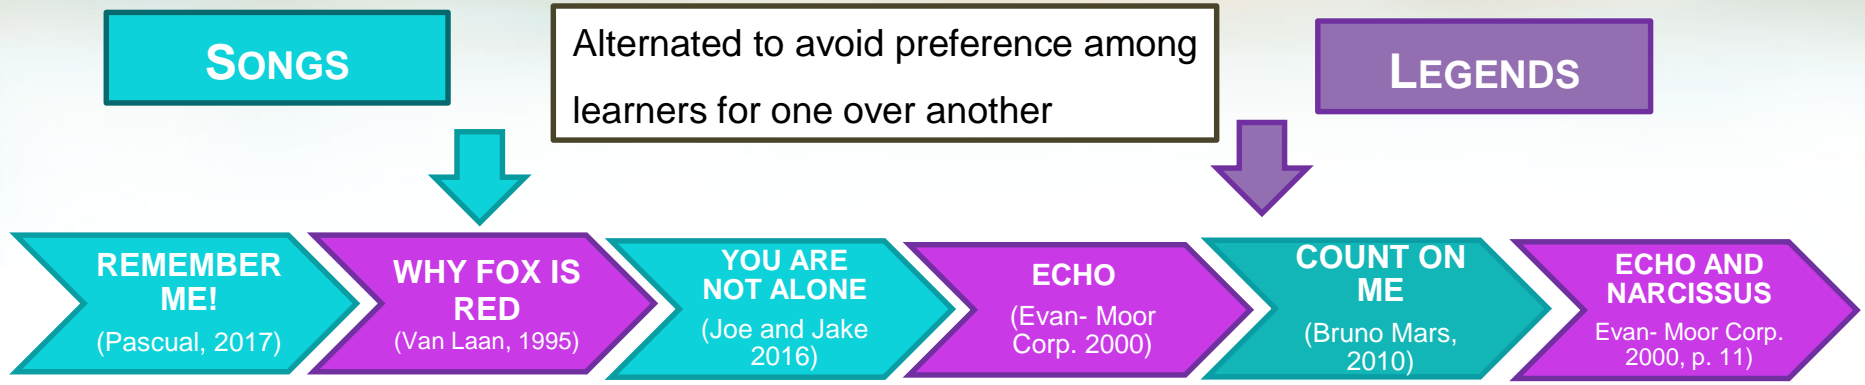 SONGS
Alternated to avoid preference among
learners for one over another
LEGENDS
REMEMBER
ME!
(Pascual, 2017)
WHY FOX IS
RED
(Van Laan, 1995)
YOU ARE
NOT ALONE
(Joe and Jake
2016)
ECHO
(Evan- Moor
Corp. 2000)
COUNT ON
ME
(Bruno Mars,
2010)
ECHO AND
NARCISSUS
Evan- Moor Corp.
2000, p. 11)